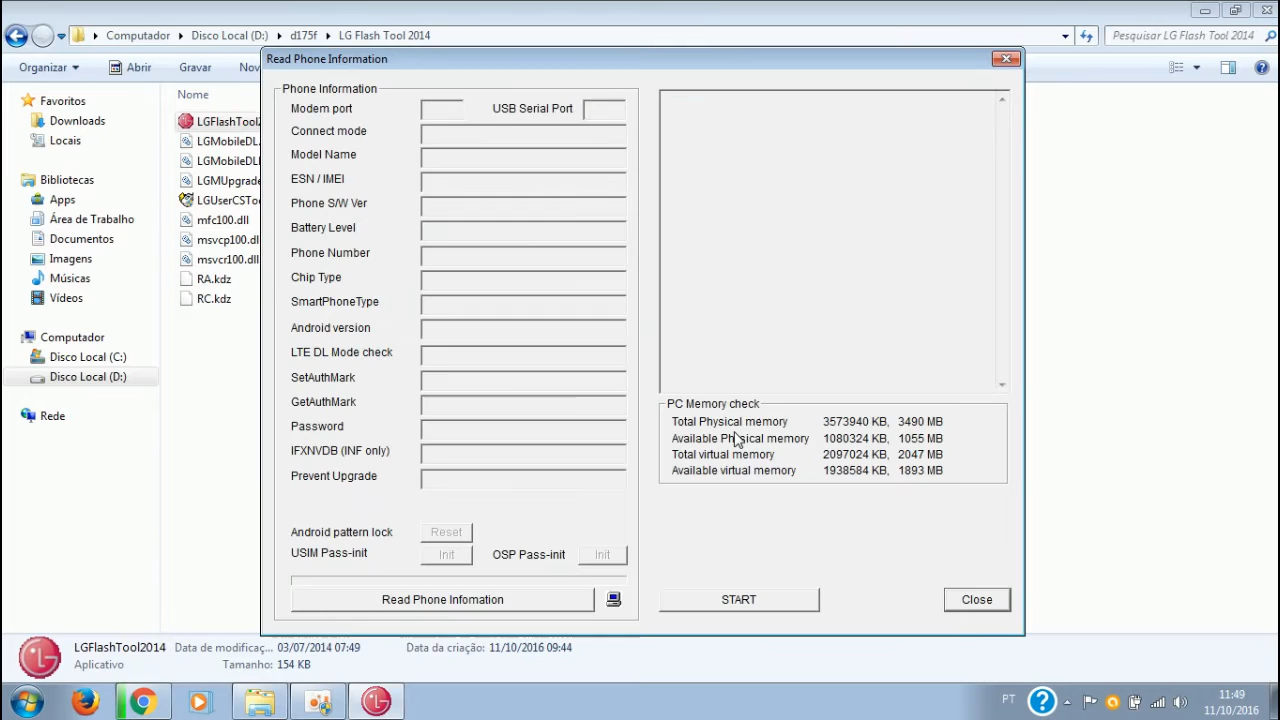 Computador
Disco Local (D:)
d175f
LG Flash Tool 2014
Pesquisar LG Flash Tool 2014
Organizar
Abrir
Gravar
Nov
Favoritos
Downloads
Locais
Bibliotecas
Apps
Área de Trabalho
Documentos
Imagens
Músicas
Vídeos
Computador
Disco Local (C:)
Disco Local (D:)
Rede
Nome
LGFlashTool2
LGMobileDL.
LGMobileDLl
LGMUpgrade
LGUserCSToo
mfc100.dll
msvcp100.dll
msvcr100.dll
RA.kdz
RC.kdz
Read Phone Information
Phone Information
Modem port
USB Serial Port
Connect mode
Model Name
ESN / IMEI
Phone S/W Ver
Battery Level
Phone Number
Chip Type
SmartPhoneType
Android version
LTE DL Mode check
SetAuthMark
GetAuthMark
Password
IFXNVDB (INF only)
Prevent Upgrade
Android pattern lock
Reset
USIM Pass-init
Init
OSP Pass-init
Init
Read Phone Infomation
PC Memory check
Total Physical memory 3573940 KB, 3490 MB
Available Physical memory 1080324 KB, 1055 MB
Total virtual memory 2097024 KB, 2047 MB
Available virtual memory 1938584 KB, 1893 MB
START
Close
LGFlashTool2014
Data de modificaç... 03/07/2014 07:49
Data da criação: 11/10/2016 09:44
Aplicativo
Tamanho: 154 KB
PT
11:49
11/10/2016